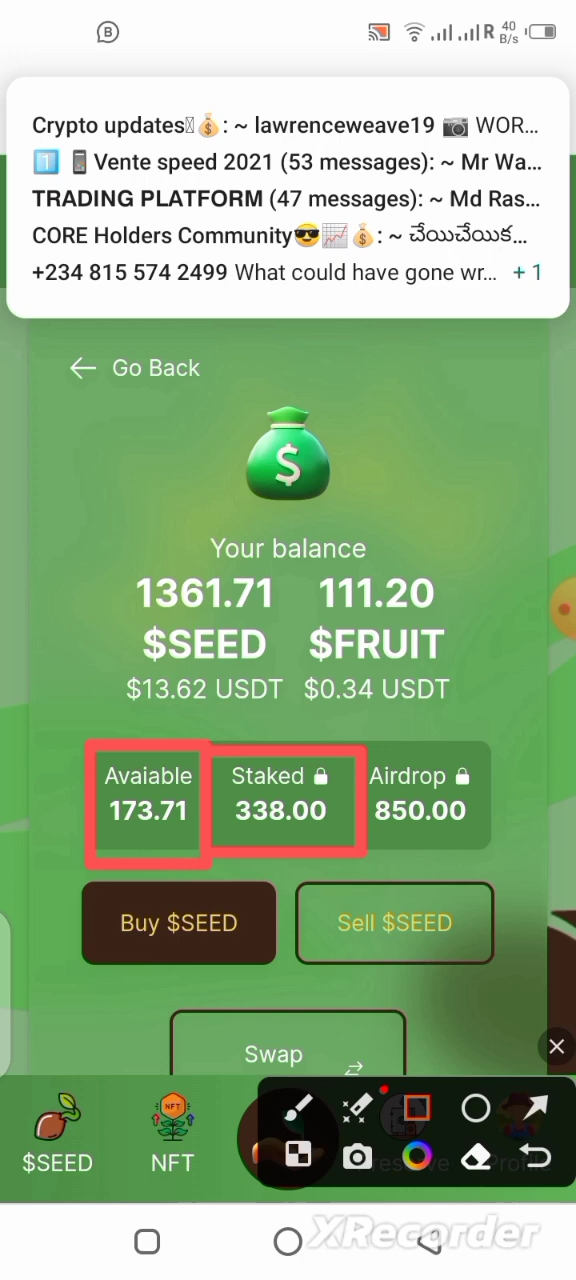 R 40 B/s
Crypto updates💰: ~ lawrenceweave19 📷 WOR...
1️⃣ 📱 Vente speed 2021 (53 messages): ~ Mr Wa...
TRADING PLATFORM (47 messages): ~ Md Ras...
CORE Holders Community😎📈💰: ~ చేయిచేయిక...
+234 815 574 2499 What could have gone wr... + 1
← Go Back
$
Your balance
1361.71 111.20
$SEED $FRUIT
$13.62 USDT $0.34 USDT
Avaiable Staked Airdrop
173.71 338.00 850.00
Buy $SEED Sell $SEED
Swap
NFT
$SEED NFT
XRecorder